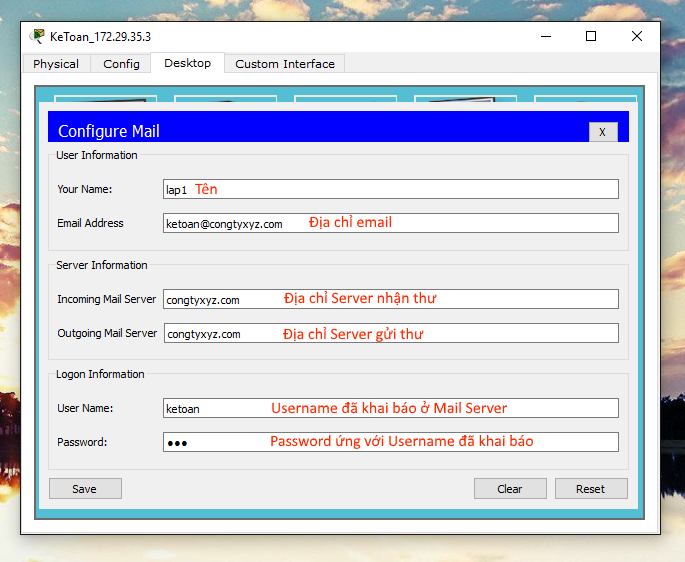 KeToan_172.29.35.3
Physical Config Desktop Custom Interface
Configure Mail X
User Information
Your Name: lap1 Tên
Email Address ketoan@congtyxyz.com Địa chỉ email
Server Information
Incoming Mail Server congtyxyz.com Địa chỉ Server nhận thư
Outgoing Mail Server congtyxyz.com Địa chỉ Server gửi thư
Logon Information
User Name: ketoan Username đã khai báo ở Mail Server
Password: ●●● Password ứng với Username đã khai báo
Save Clear Reset